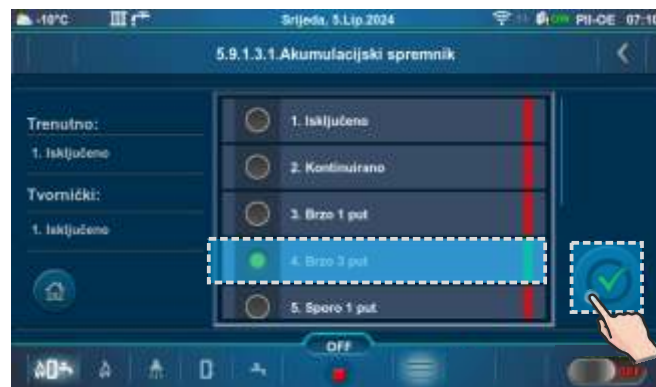 -10°C Srijeda, 5.Lip.2024 PII-OE 07:10
5.9.1.3.1.Akumulacijski spremnik
Trenutno:
1. Isključeno
Tvornički:
1. Isključeno
1. Isključeno
2. Kontinuirano
3. Brzo 1 put
4. Brzo 3 put
5. Sporo 1 put
OFF
OFF